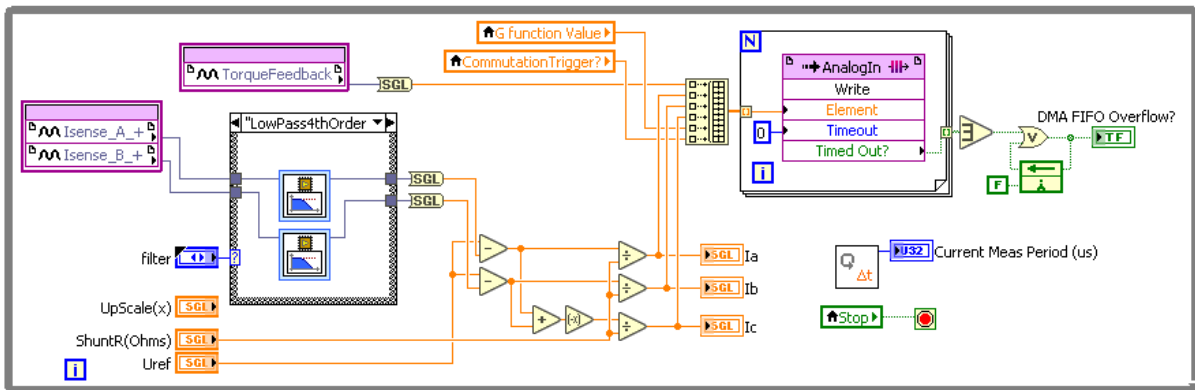 G function Value
CommutationTrigger?
TorqueFeedback
SGL
N
AnalogIn
Write
Element
Timeout
Timed Out?
0
i
DMA FIFO Overflow?
TF
F
Isense_A_+
Isense_B_+
"LowPass4thOrder
SGL
SGL
filter
?
UpScale(x)
SGL
ShuntR(Ohms)
SGL
Uref
SGL
i
SGL
Ia
SGL
Ib
SGL
Ic
Δt
U32
Current Meas Period (us)
Stop